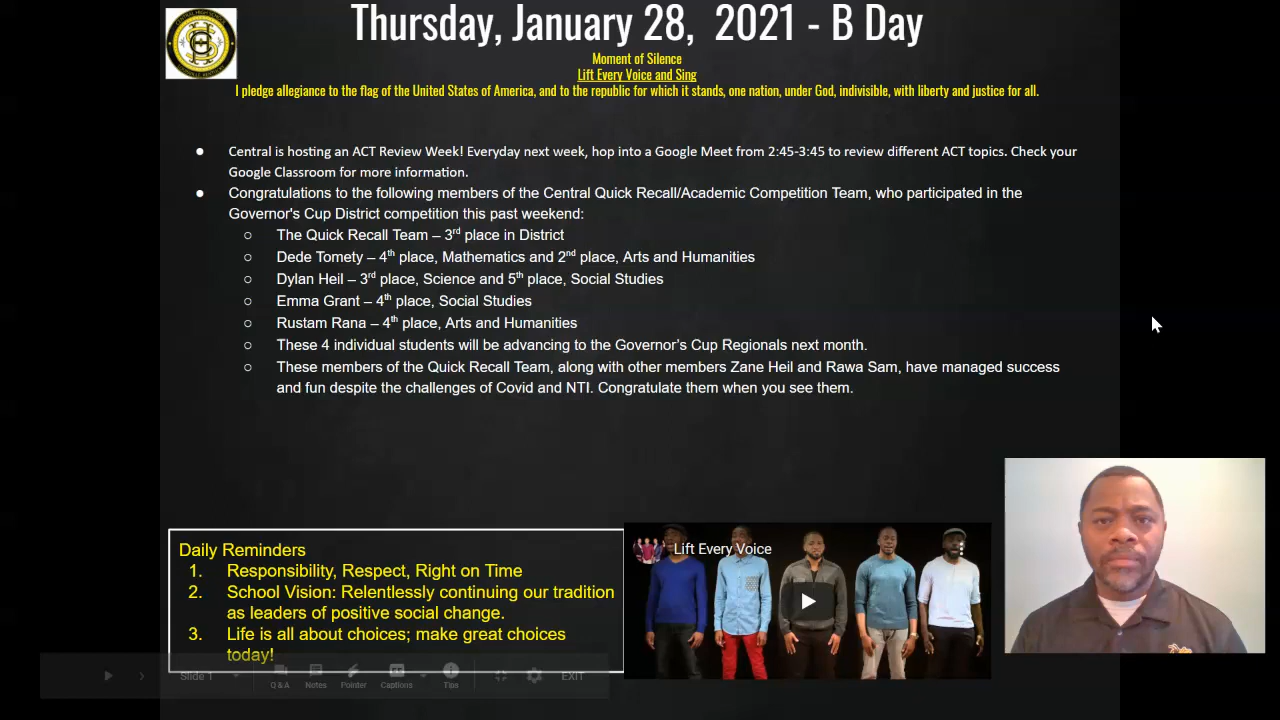 Thursday, January 28, 2021 - B Day
Moment of Silence
Lift Every Voice and Sing
I pledge allegiance to the flag of the United States of America, and to the republic for which it stands, one nation, under God, indivisible, with liberty and justice for all.
● Central is hosting an ACT Review Week! Everyday next week, hop into a Google Meet from 2:45-3:45 to review different ACT topics. Check your
Google Classroom for more information.
● Congratulations to the following members of the Central Quick Recall/Academic Competition Team, who participated in the
Governor's Cup District competition this past weekend:
○ The Quick Recall Team – 3rd place in District
○ Dede Tomety – 4th place, Mathematics and 2nd place, Arts and Humanities
○ Dylan Heil – 3rd place, Science and 5th place, Social Studies
○ Emma Grant – 4th place, Social Studies
○ Rustam Rana – 4th place, Arts and Humanities
○ These 4 individual students will be advancing to the Governor's Cup Regionals next month.
○ These members of the Quick Recall Team, along with other members Zane Heil and Rawa Sam, have managed success
and fun despite the challenges of Covid and NTI. Congratulate them when you see them.
Daily Reminders
1. Responsibility, Respect, Right on Time
2. School Vision: Relentlessly continuing our tradition
as leaders of positive social change.
3. Life is all about choices; make great choices
today!
Lift Every Voice
Slide 1
Q & A
Notes
Pointer
Captions
Tips
EXIT